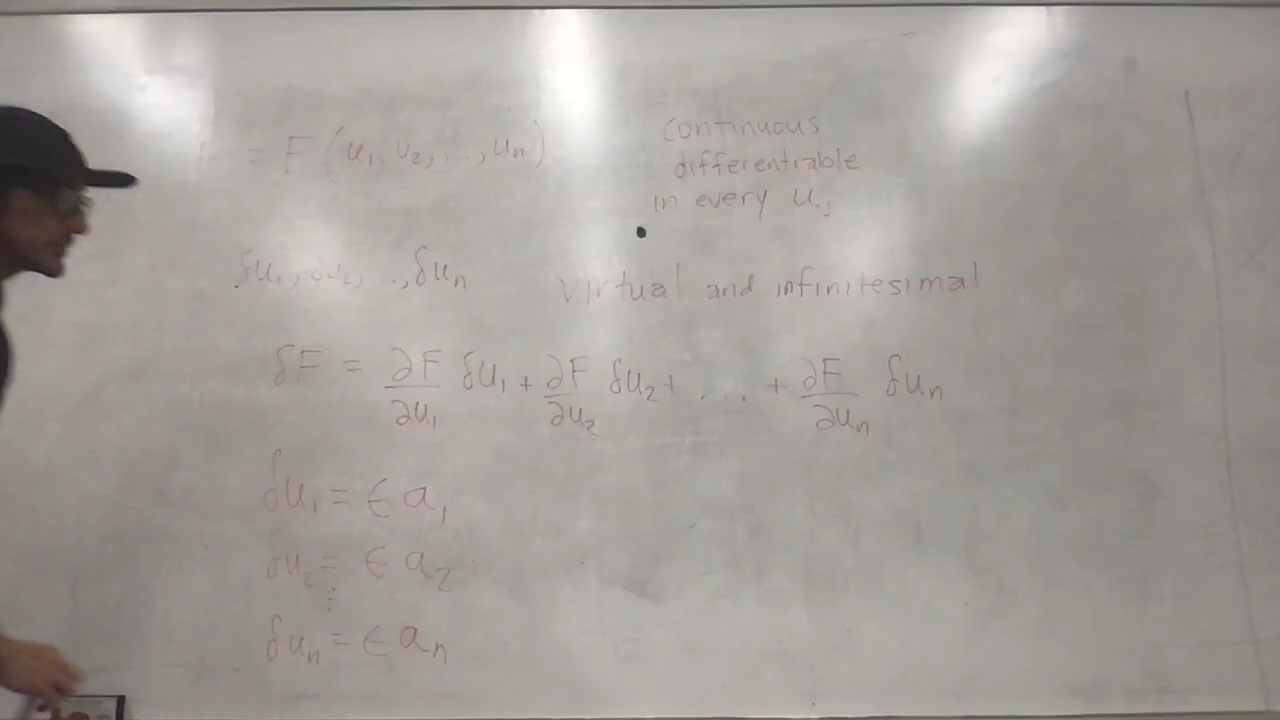 = F(u₁, u₂, ..., uₙ)
continuous
differentiable
in every uⱼ
δu₁, δu₂, ..., δuₙ virtual and infinitesimal
δF = ∂F/∂u₁ δu₁ + ∂F/∂u₂ δu₂ + ... + ∂F/∂uₙ δuₙ
δu₁ = ϵ a₁
δu₂ = ϵ a₂
⋮
δuₙ = ϵ aₙ